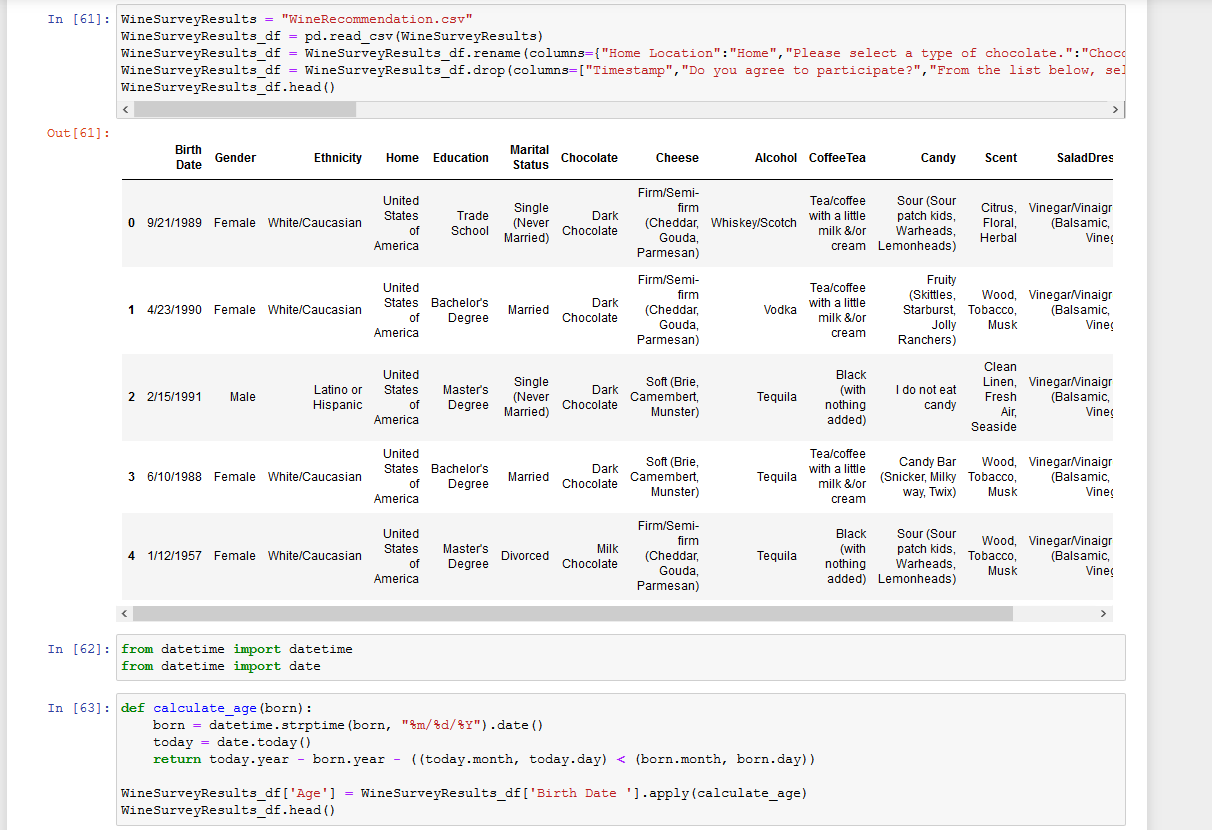 In [61]:
WineSurveyResults = "WineRecommendation.csv"
WineSurveyResults_df = pd.read_csv(WineSurveyResults)
WineSurveyResults_df = WineSurveyResults_df.rename(columns={"Home Location":"Home","Please select a type of chocolate.":"Choco
WineSurveyResults_df = WineSurveyResults_df.drop(columns=["Timestamp","Do you agree to participate?","From the list below, sel
WineSurveyResults_df.head()
Out[61]:
Birth Date Gender Ethnicity Home Education Marital Status Chocolate Cheese Alcohol CoffeeTea Candy Scent SaladDres
0 9/21/1989 Female White/Caucasian United States of America Trade School Single (Never Married) Dark Chocolate Firm/Semi-firm (Cheddar, Gouda, Parmesan) Whiskey/Scotch Tea/coffee with a little milk &/or cream Sour (Sour patch kids, Warheads, Lemonheads) Citrus, Floral, Herbal Vinegar/Vinaigr (Balsamic, Vineg
1 4/23/1990 Female White/Caucasian United States of America Bachelor's Degree Married Dark Chocolate Firm/Semi-firm (Cheddar, Gouda, Parmesan) Vodka Tea/coffee with a little milk &/or cream Fruity (Skittles, Starburst, Jolly Ranchers) Wood, Tobacco, Musk Vinegar/Vinaigr (Balsamic, Vineg
2 2/15/1991 Male Latino or Hispanic United States of America Master's Degree Single (Never Married) Dark Chocolate Soft (Brie, Camembert, Munster) Tequila Black (with nothing added) I do not eat candy Clean Linen, Fresh Air, Seaside Vinegar/Vinaigr (Balsamic, Vineg
3 6/10/1988 Female White/Caucasian United States of America Bachelor's Degree Married Dark Chocolate Soft (Brie, Camembert, Munster) Tequila Tea/coffee with a little milk &/or cream Candy Bar (Snicker, Milky way, Twix) Wood, Tobacco, Musk Vinegar/Vinaigr (Balsamic, Vineg
4 1/12/1957 Female White/Caucasian United States of America Master's Degree Divorced Milk Chocolate Firm/Semi-firm (Cheddar, Gouda, Parmesan) Tequila Black (with nothing added) Sour (Sour patch kids, Warheads, Lemonheads) Wood, Tobacco, Musk Vinegar/Vinaigr (Balsamic, Vineg
In [62]:
from datetime import datetime
from datetime import date
In [63]:
def calculate_age(born):
    born = datetime.strptime(born, "%m/%d/%Y").date()
    today = date.today()
    return today.year - born.year - ((today.month, today.day) < (born.month, born.day))
WineSurveyResults_df['Age'] = WineSurveyResults_df['Birth Date '].apply(calculate_age)
WineSurveyResults_df.head()